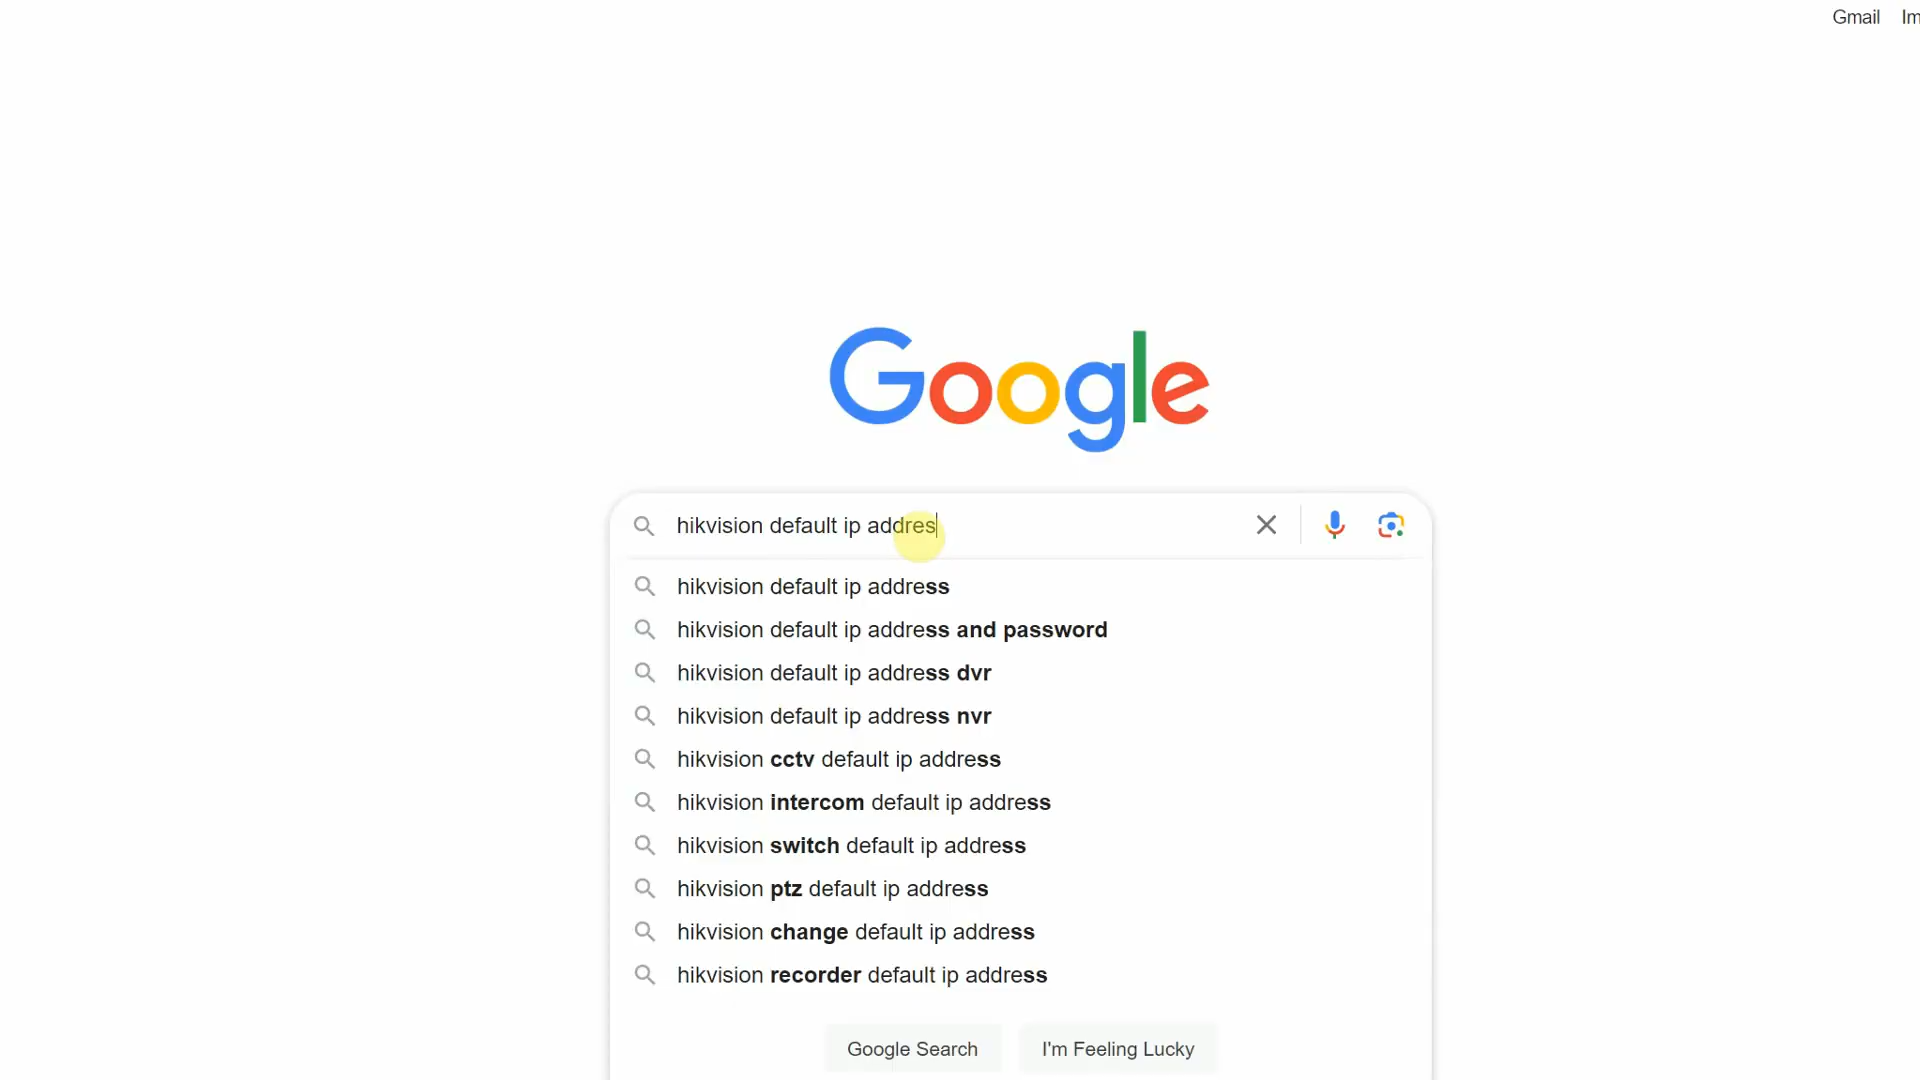 Gmail Im
Google
hikvision default ip addres
hikvision default ip address
hikvision default ip address and password
hikvision default ip address dvr
hikvision default ip address nvr
hikvision cctv default ip address
hikvision intercom default ip address
hikvision switch default ip address
hikvision ptz default ip address
hikvision change default ip address
hikvision recorder default ip address
Google Search I'm Feeling Lucky